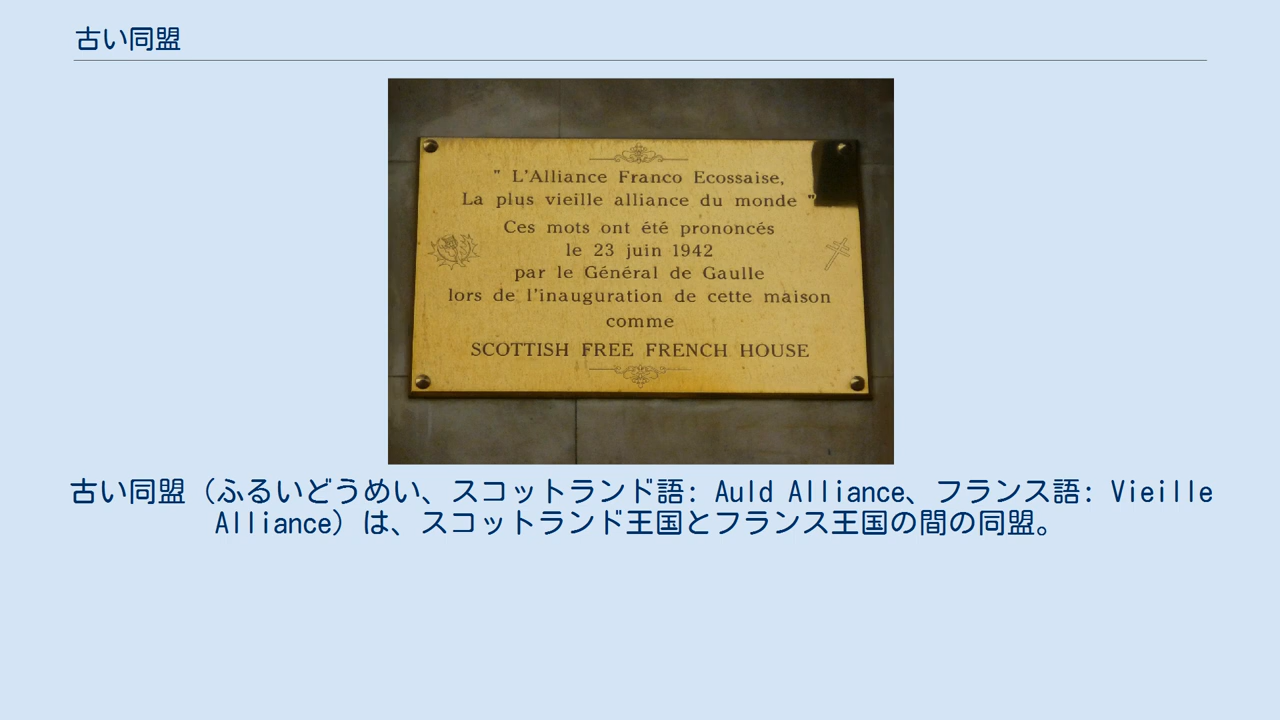 古い同盟
" L'Alliance Franco Ecossaise,
La plus vieille alliance du monde "
Ces mots ont été prononcés
le 23 juin 1942
par le Général de Gaulle
lors de l'inauguration de cette maison
comme
SCOTTISH FREE FRENCH HOUSE
古い同盟（ふるいどうめい、スコットランド語: Auld Alliance、フランス語: Vieille
Alliance）は、スコットランド王国とフランス王国の間の同盟。